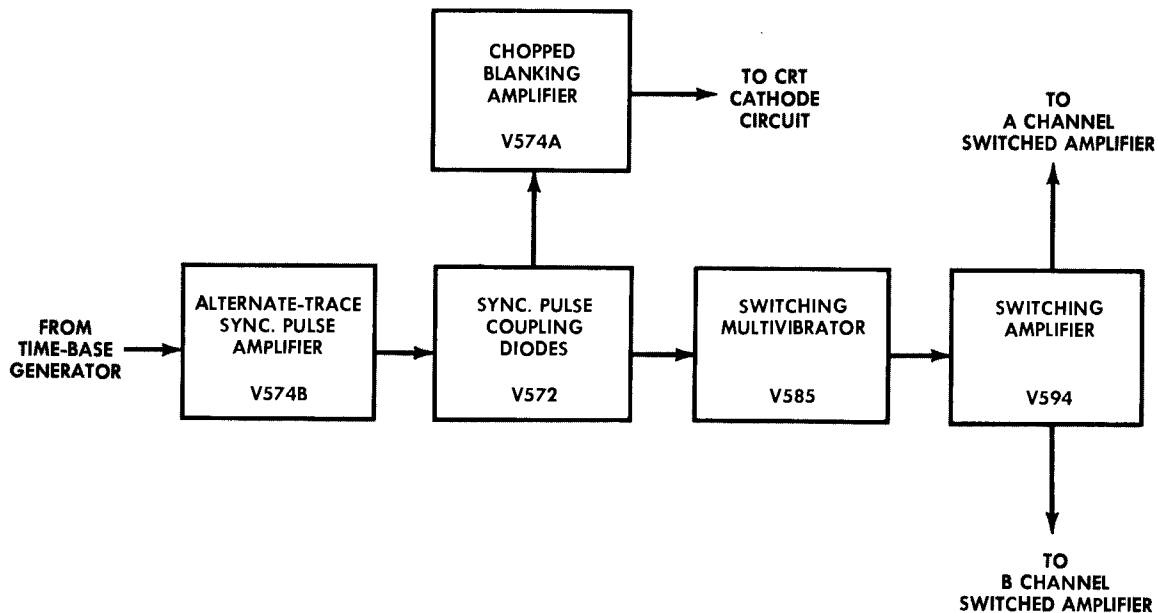 CHOPPED
BLANKING
AMPLIFIER
V574A
TO CRT
CATHODE
CIRCUIT
TO
A CHANNEL
SWITCHED AMPLIFIER
FROM
TIME-BASE
GENERATOR
ALTERNATE-TRACE
SYNC. PULSE
AMPLIFIER
V574B
SYNC. PULSE
COUPLING
DIODES
V572
SWITCHING
MULTIVIBRATOR
V585
SWITCHING
AMPLIFIER
V594
TO
B CHANNEL
SWITCHED AMPLIFIER